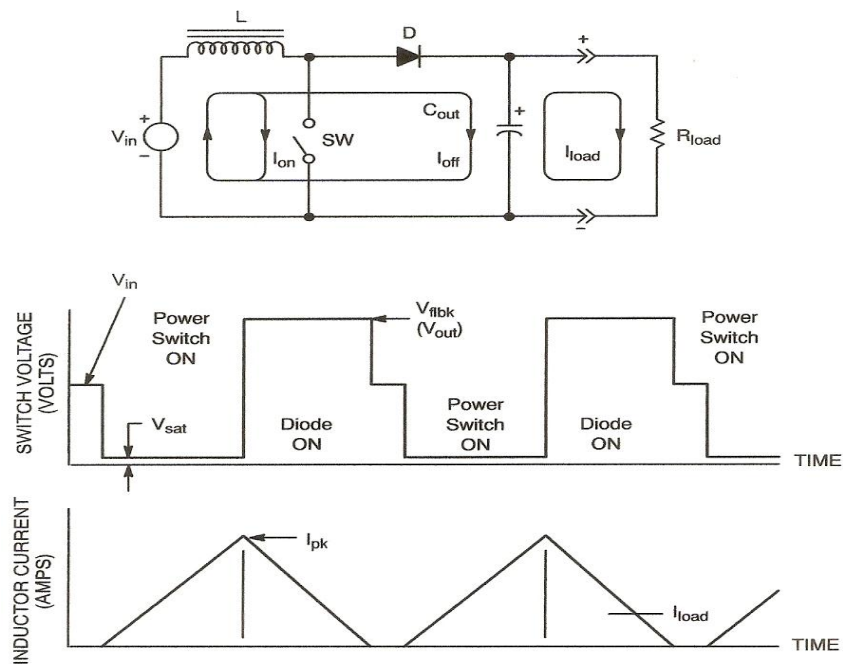 L
D
+
+
V_in
−
SW
I_on
C_out
I_off
+
I_load
R_load
−
V_in
SWITCH VOLTAGE
(VOLTS)
Power
Switch
ON
V_flbk
(V_out)
Power
Switch
ON
V_sat
Diode
ON
Power
Switch
ON
Diode
ON
TIME
INDUCTOR CURRENT
(AMPS)
I_pk
I_load
TIME